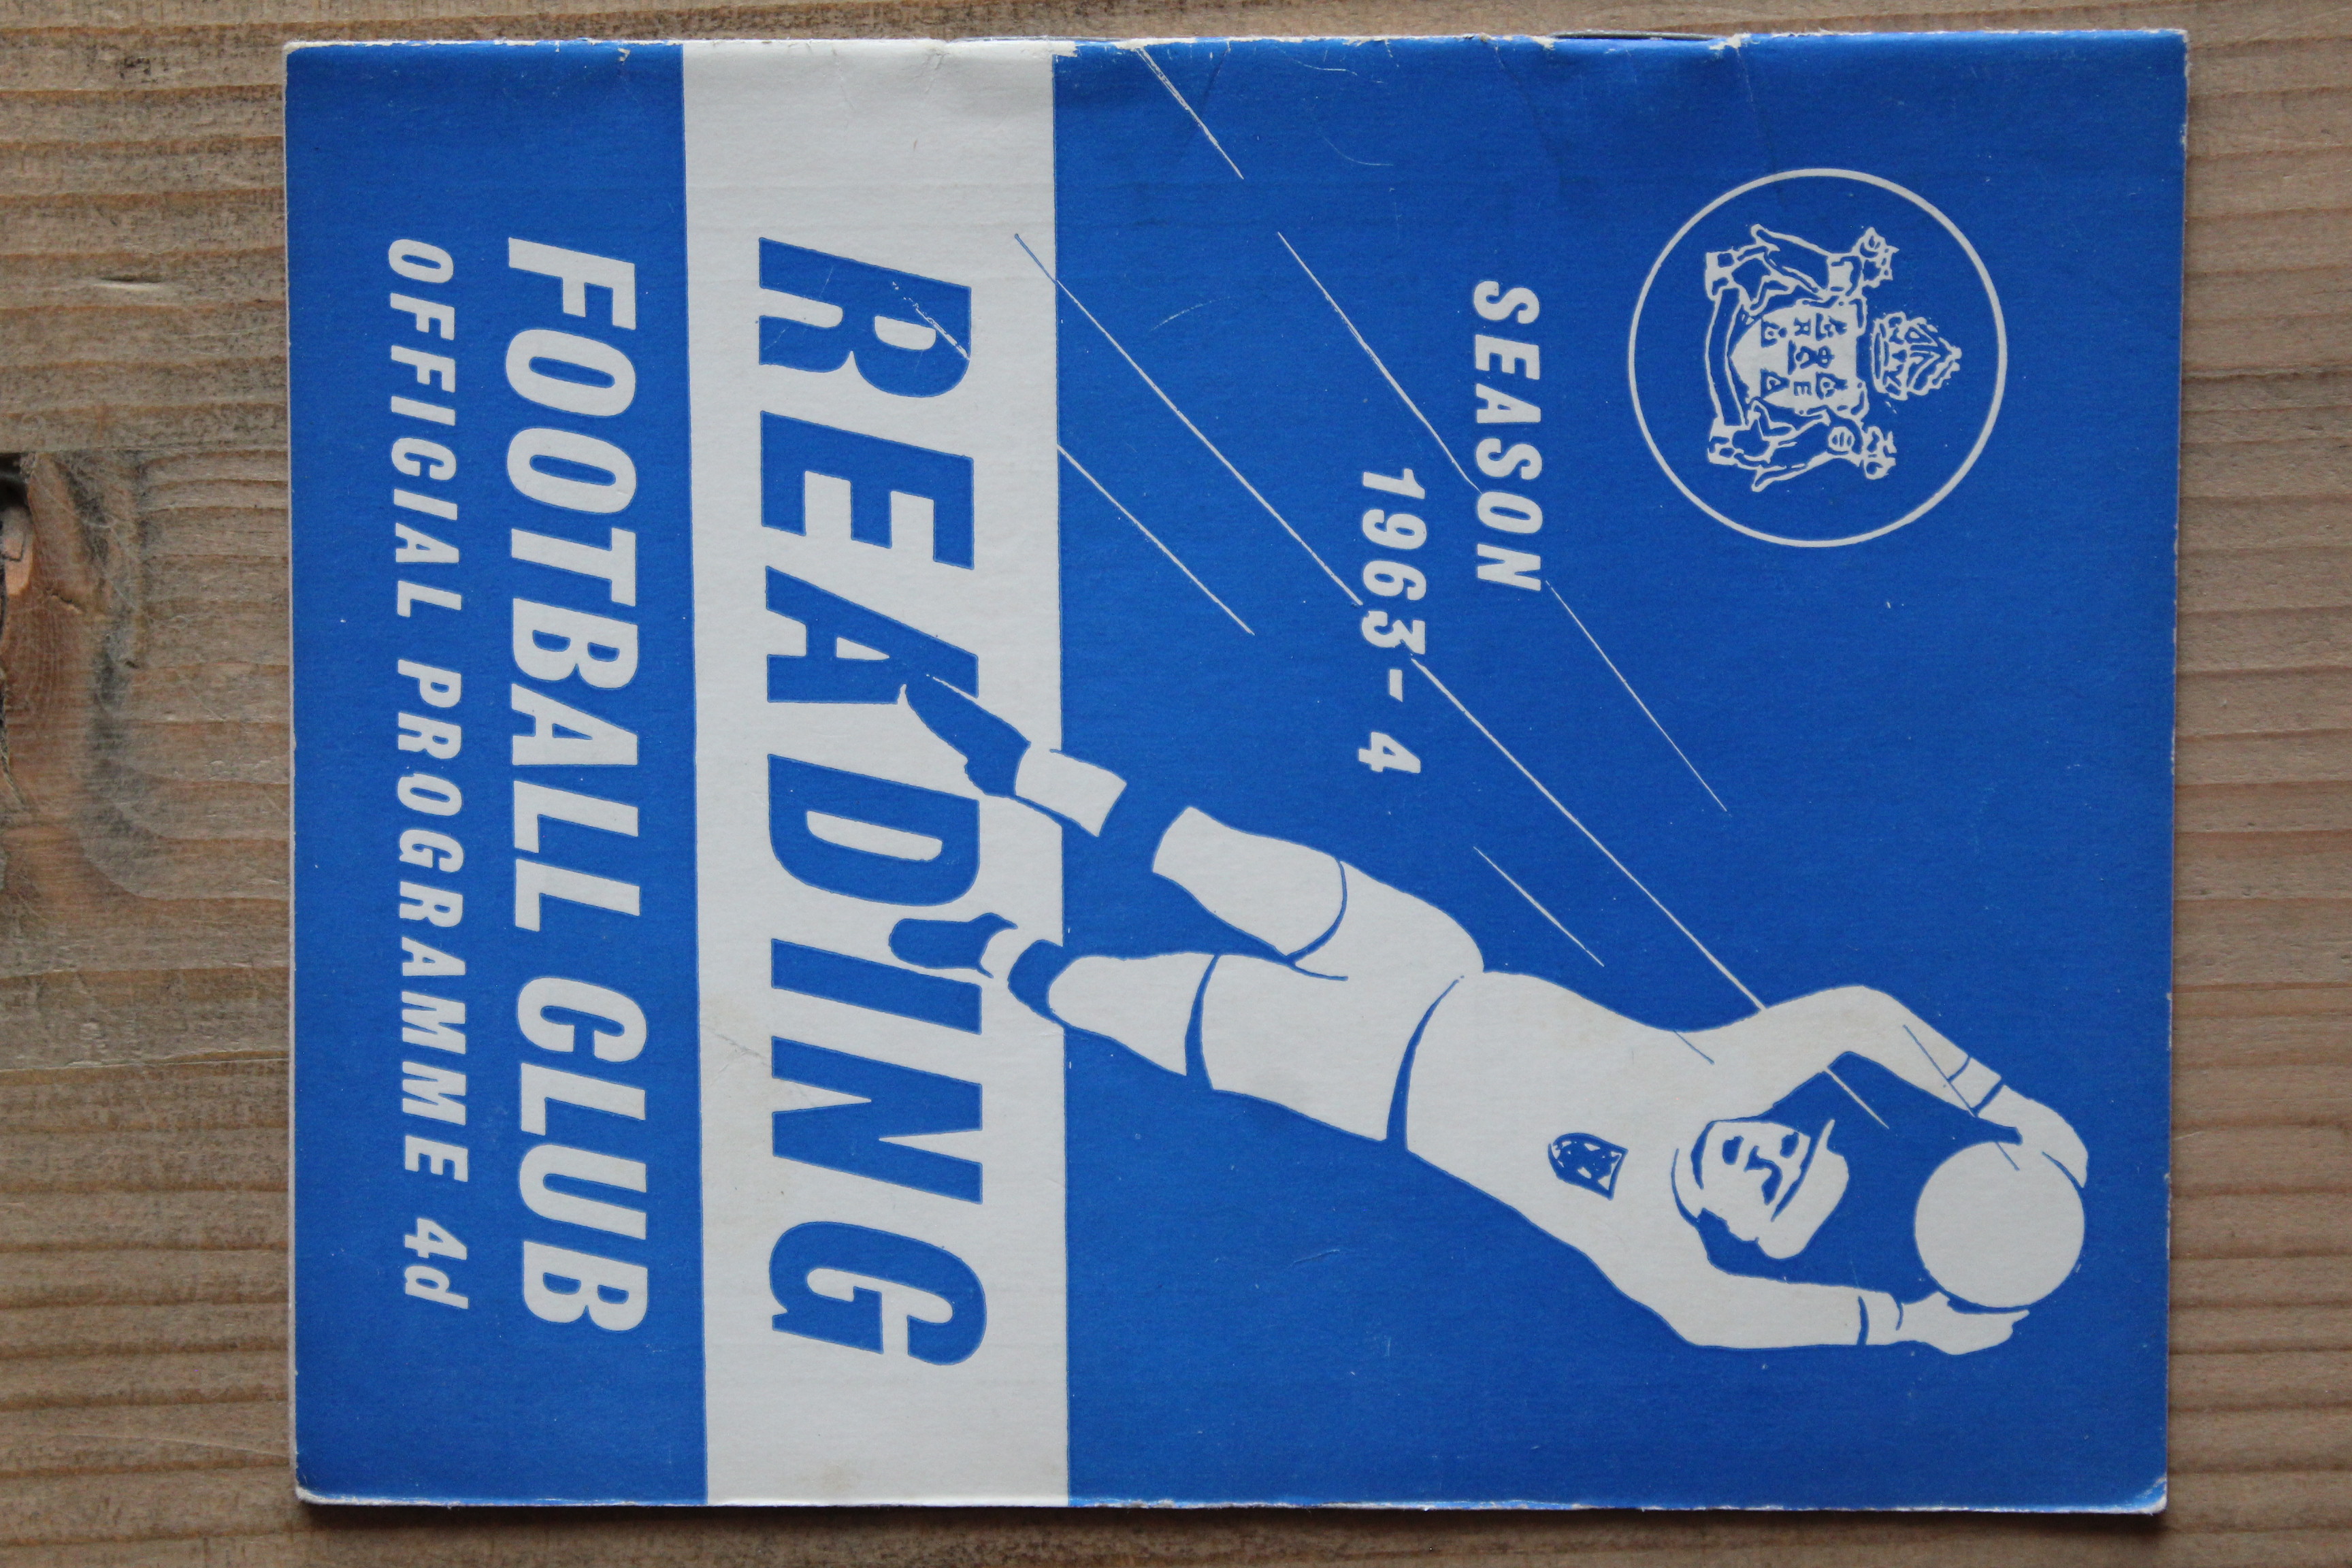 SEASON
1963-4
READING
FOOTBALL CLUB
OFFICIAL PROGRAMME 4d